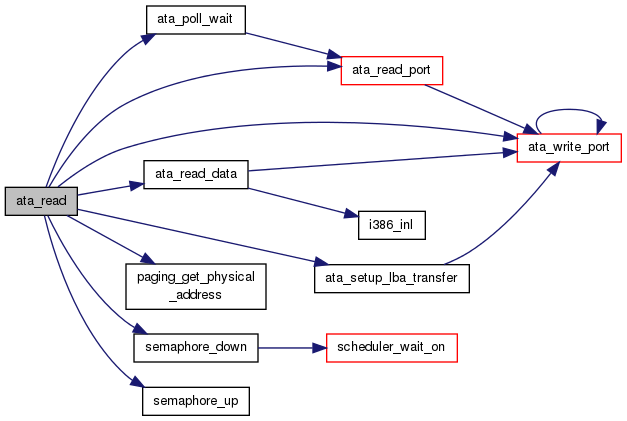 ata_poll_wait
ata_read_port
ata_write_port
ata_read_data
ata_read
i386_inl
paging_get_physical
_address
ata_setup_lba_transfer
semaphore_down
scheduler_wait_on
semaphore_up